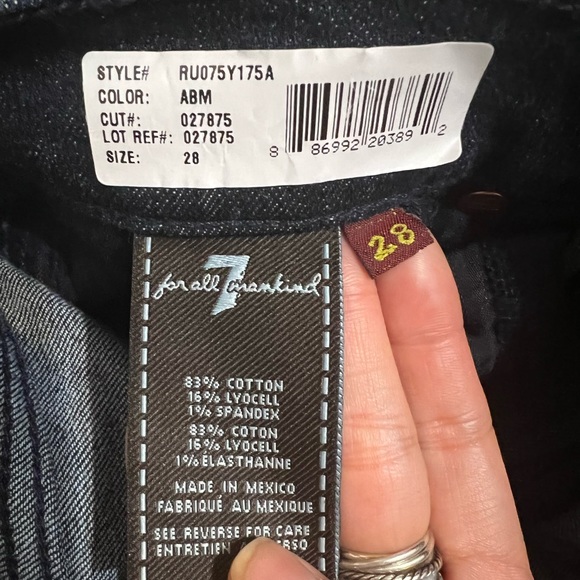 STYLE# RU075Y175A
COLOR: ABM
CUT#: 027875
LOT REF#: 027875
SIZE: 28
8 86992 20389 2
28
7
for all mankind
83% COTTON
16% LYOCELL
1% SPANDEX
83% COTON
16% LYOCELL
1% ÉLASTHANNE
MADE IN MEXICO
FABRIQUÉ AU MEXIQUE
SEE REVERSE FOR CARE
ENTRETIEN